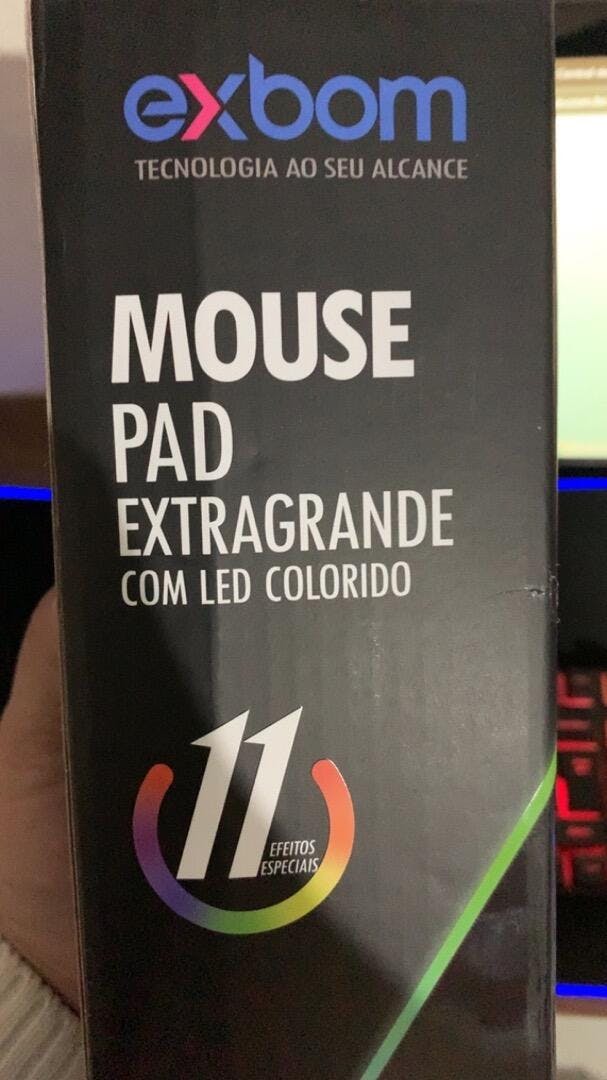 exbom
TECNOLOGIA AO SEU ALCANCE
MOUSE
PAD
EXTRAGRANDE
COM LED COLORIDO
11
EFEITOS
ESPECIAIS